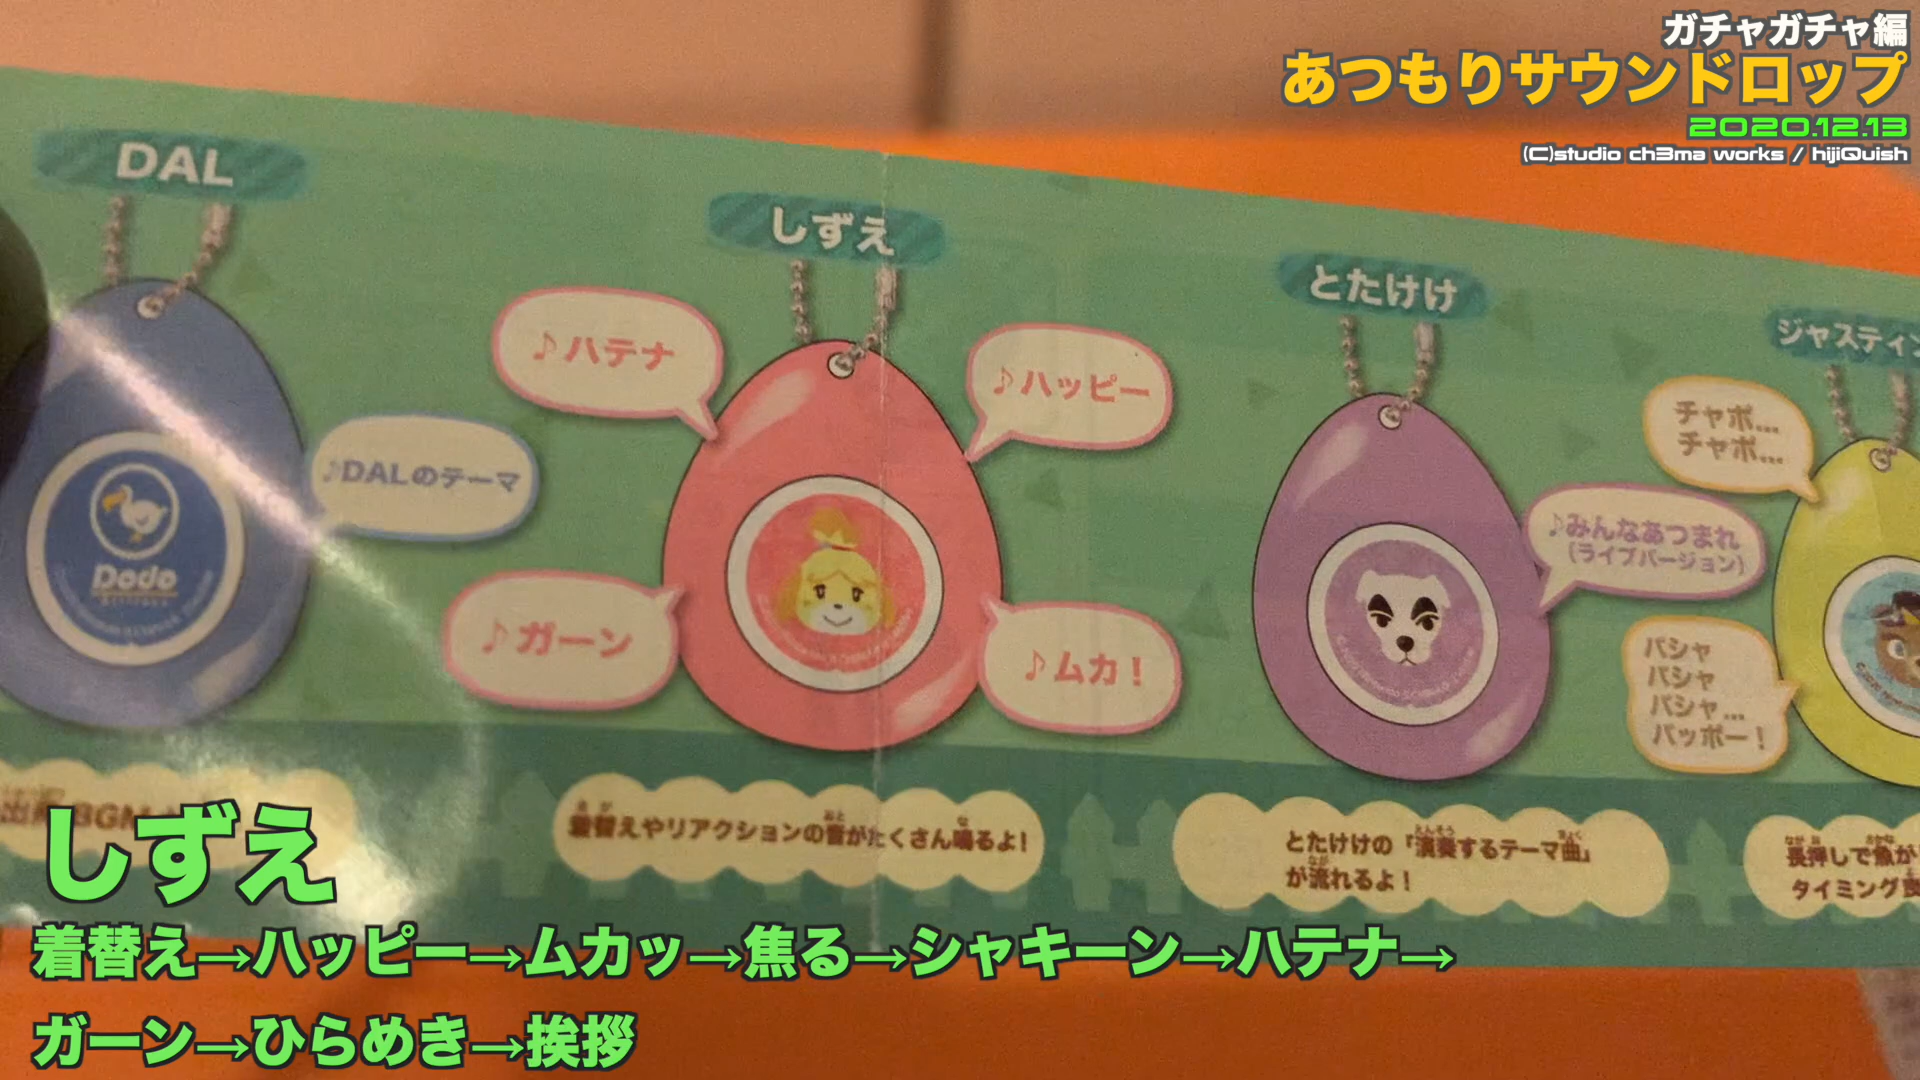 ガチャガチャ編
あつもりサウンドロップ
2020.12.13
(C)studio ch3ma works / hijiQuish
DAL
♪DALのテーマ
Dodo
しずえ
♪ハテナ
♪ハッピー
♪ガーン
♪ムカ!
着替えやリアクションの音がたくさん鳴るよ!
とたけけ
♪みんなあつまれ
(ライブバージョン)
とたけけの「演奏するテーマ曲」
が流れるよ!
ジャスティン
チャポ...
チャポ...
バシャ
バシャ
バシャ...
パッポー!
長押しで魚が
タイミング
しずえ
着替え→ハッピー→ムカッ→焦る→シャキーン→ハテナ→
ガーン→ひらめき→挨拶